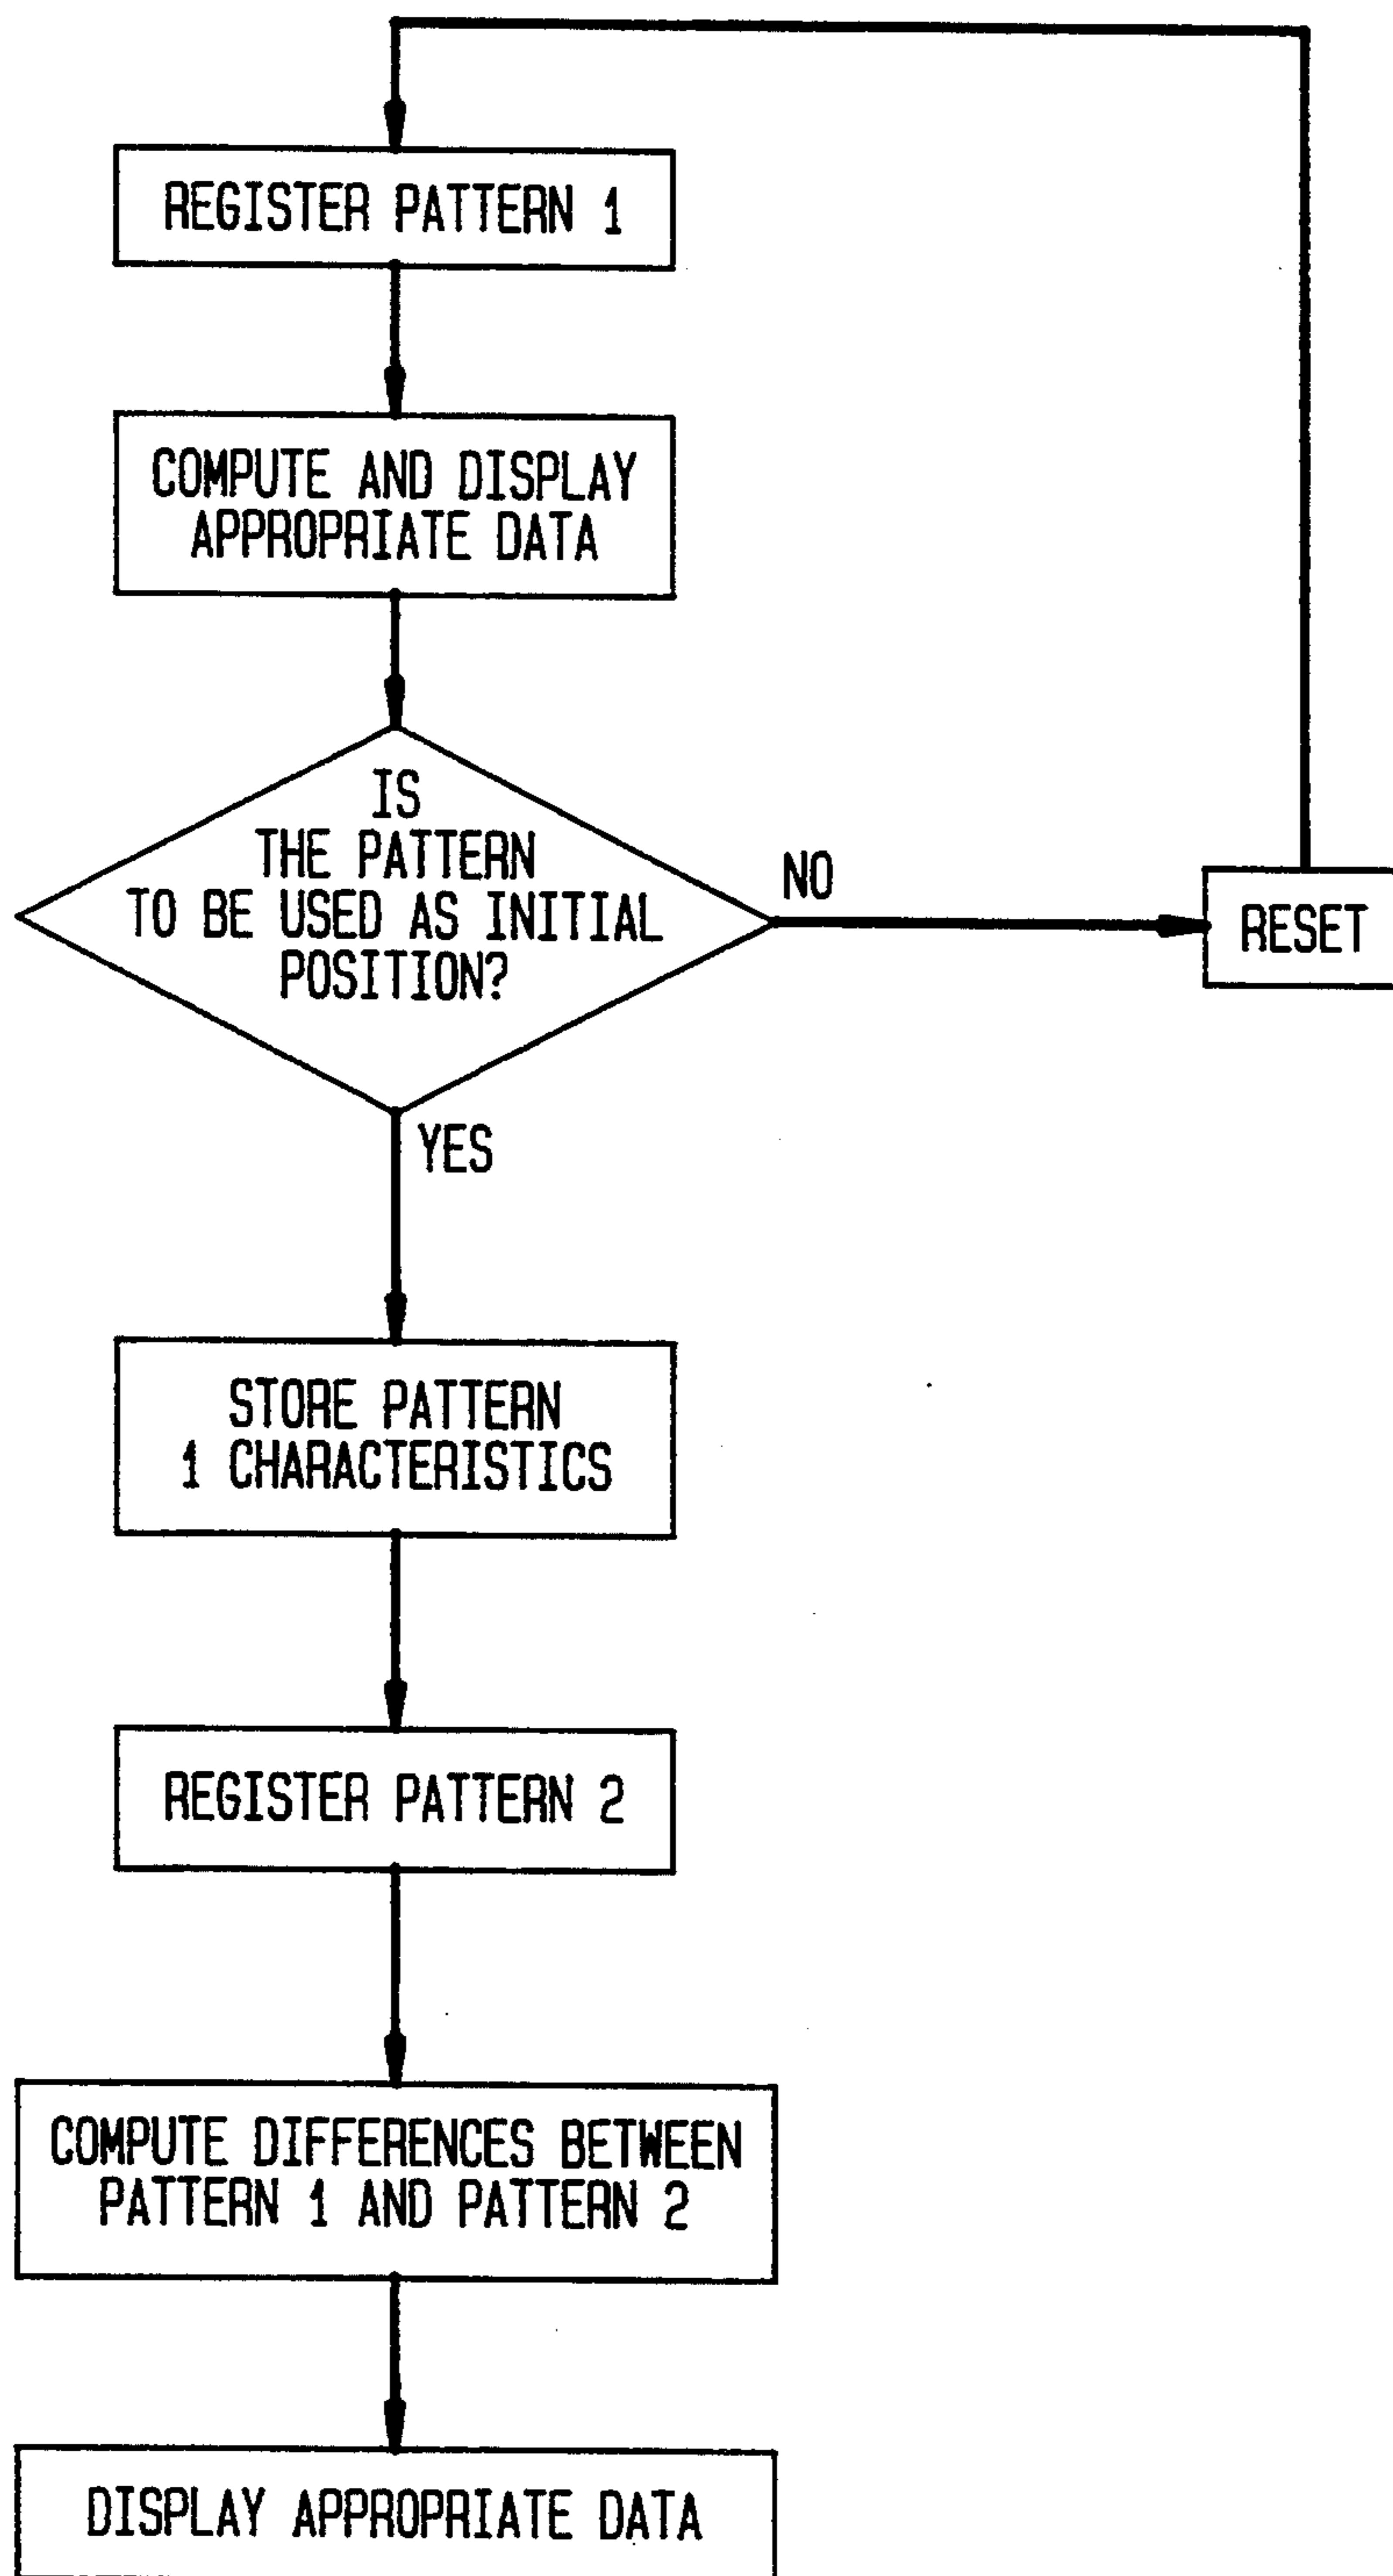 REGISTER PATTERN 1
COMPUTE AND DISPLAY
APPROPRIATE DATA
IS
THE PATTERN
TO BE USED AS INITIAL
POSITION?
NO
RESET
YES
STORE PATTERN
1 CHARACTERISTICS
REGISTER PATTERN 2
COMPUTE DIFFERENCES BETWEEN
PATTERN 1 AND PATTERN 2
DISPLAY APPROPRIATE DATA